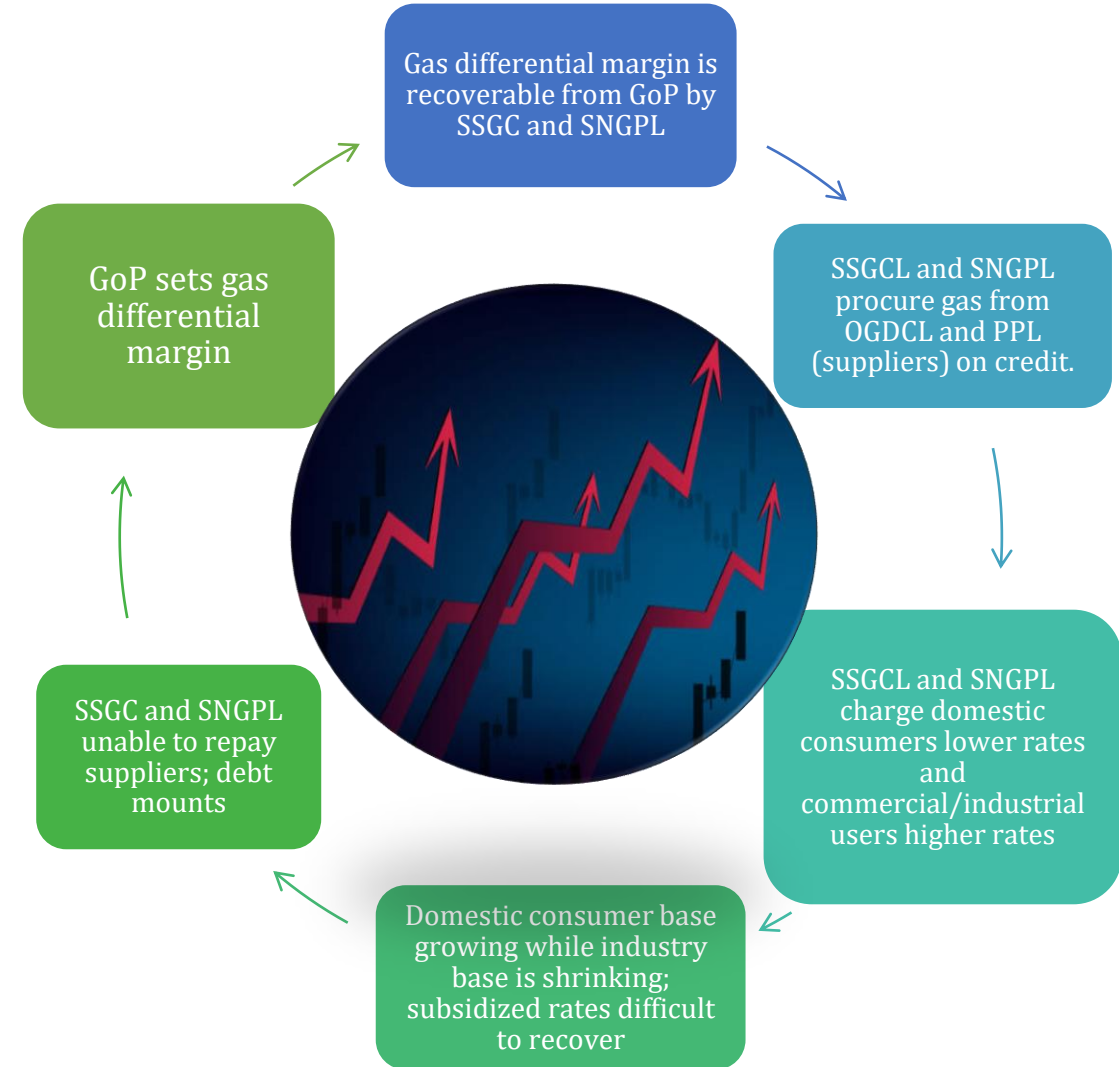 Gas differential margin is
recoverable from GoP by
SSGC and SNGPL
SSGCL and SNGPL
procure gas from
OGDCL and PPL
(suppliers) on credit.
SSGCL and SNGPL
charge domestic
consumers lower rates
and
commercial/industrial
users higher rates
Domestic consumer base
growing while industry
base is shrinking;
subsidized rates difficult
to recover
SSGC and SNGPL
unable to repay
suppliers; debt
mounts
GoP sets gas
differential
margin